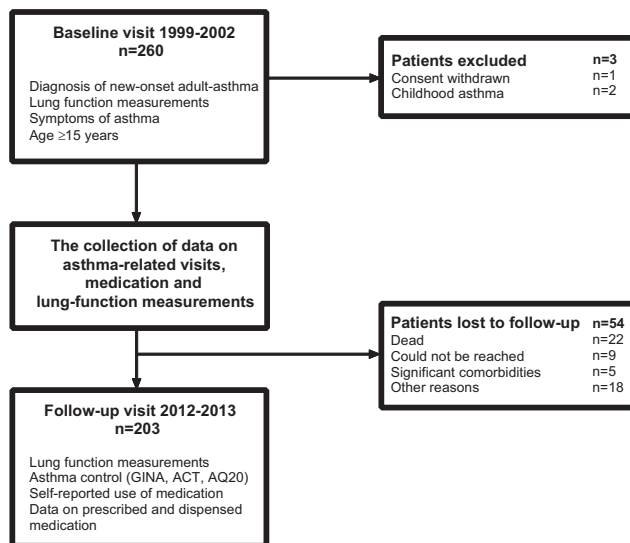 Baseline visit 1999-2002
n=260
Diagnosis of new-onset adult-asthma
Lung function measurements
Symptoms of asthma
Age ≥15 years
Patients excluded n=3
Consent withdrawn n=1
Childhood asthma n=2
The collection of data on
asthma-related visits,
medication and
lung-function measurements
Patients lost to follow-up n=54
Dead n=22
Could not be reached n=9
Significant comorbidities n=5
Other reasons n=18
Follow-up visit 2012-2013
n=203
Lung function measurements
Asthma control (GINA, ACT, AQ20)
Self-reported use of medication
Data on prescribed and dispensed
medication